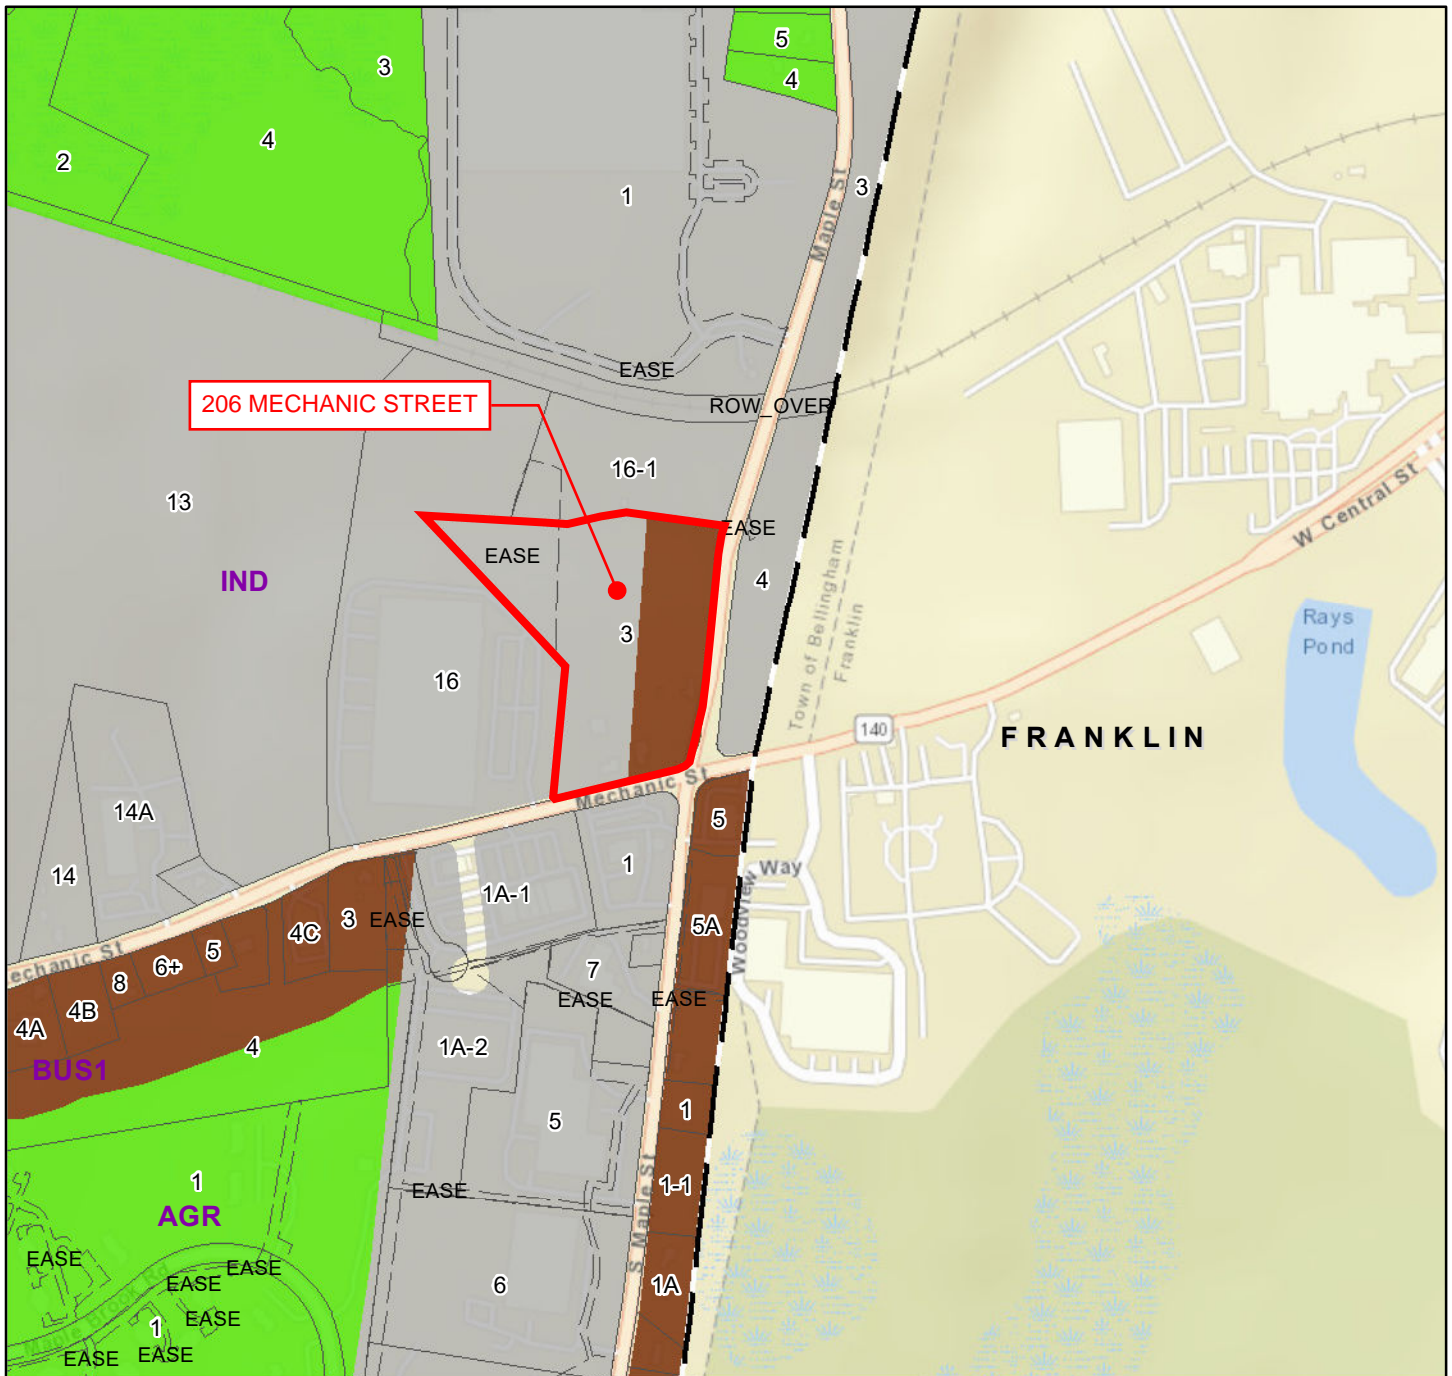 5
3
4
4
2
1
3
Maple St
EASE
206 MECHANIC STREET
ROW_OVER
16-1
13
W Central St
EASE
EASE
IND
4
Town of Bellingham
Franklin
Rays
Pond
3
16
140
FRANKLIN
Mechanic St
14A
5
1
14
Woodview Way
1A-1
3
EASE
4C
5A
5
6+
echanic St
7
8
EASE
EASE
4B
4A
4
1A-2
BUS1
1
5
1
1-1
EASE
AGR
S Maple St
EASE
EASE
EASE
1A
6
Maple Brook Rd
EASE
1
EASE
EASE